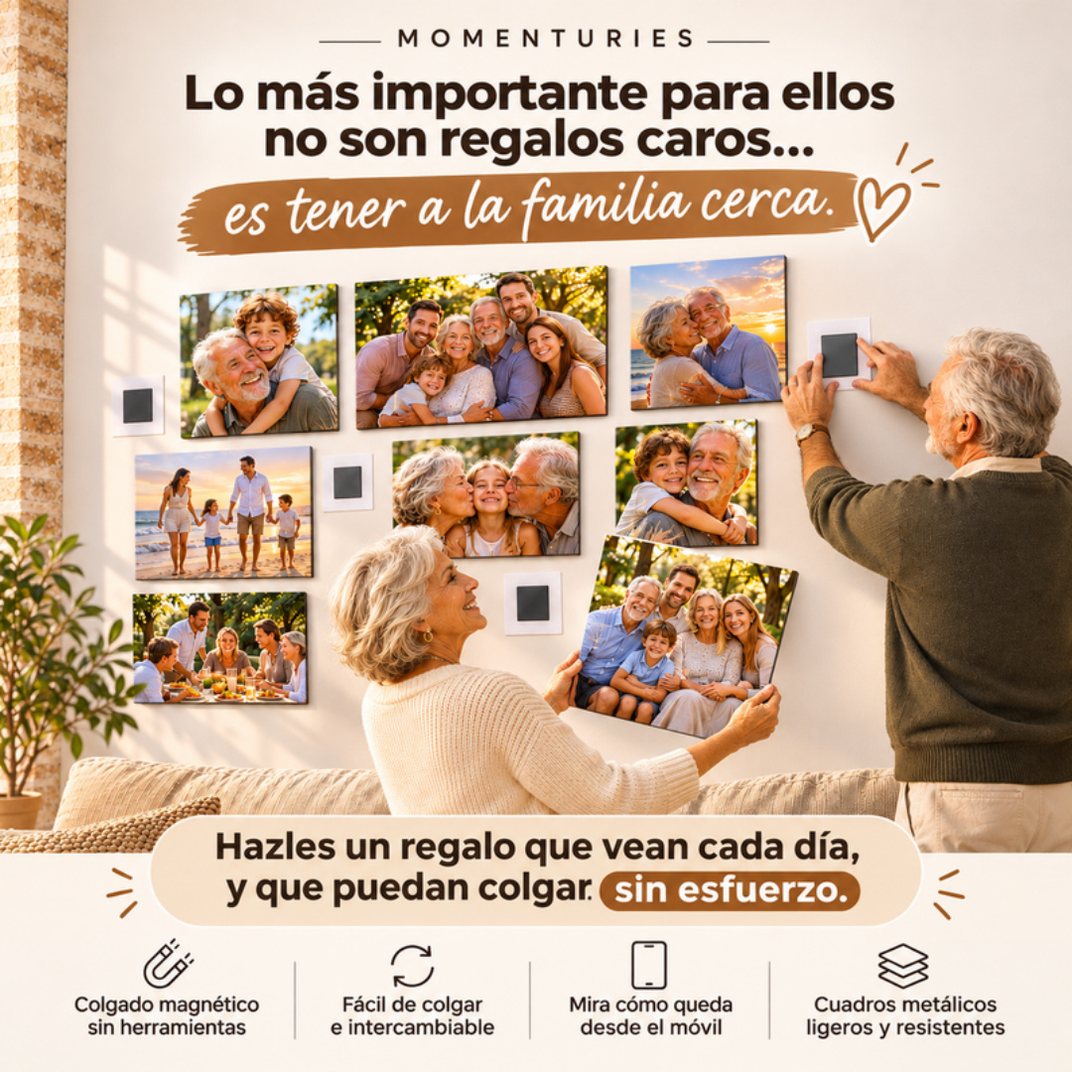 MOMENTURIES
Lo más importante para ellos
no son regalos caros...
es tener a la familia cerca.
Hazles un regalo que vean cada día,
y que puedan colgar. sin esfuerzo.
Colgado magnético
sin herramientas
Fácil de colgar
e intercambiable
Mira cómo queda
desde el móvil
Cuadros metálicos
ligeros y resistentes